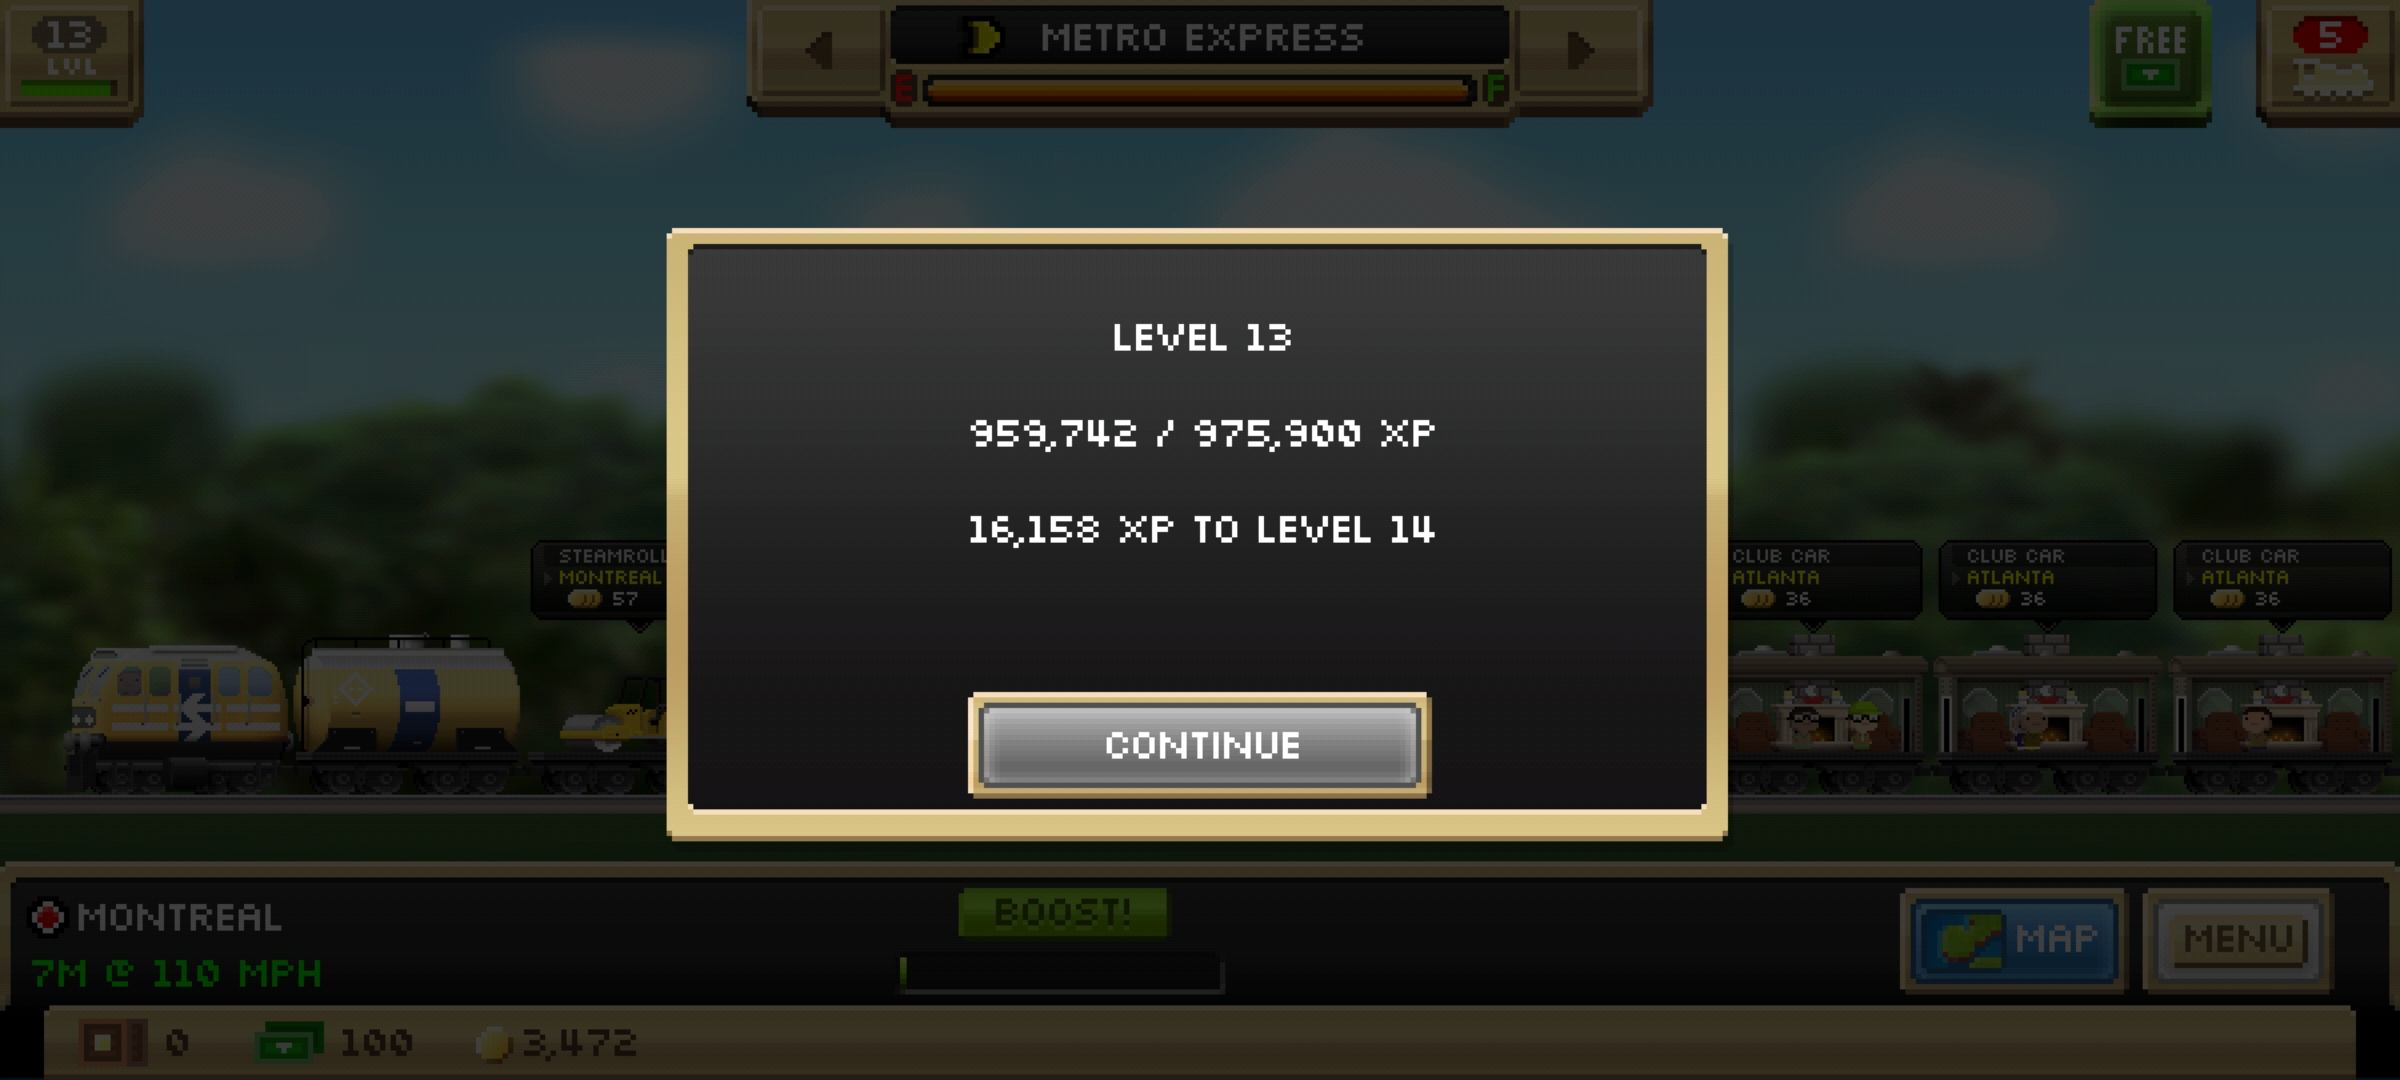 13
LVL
METRO EXPRESS
E F
FREE
5
LEVEL 13
959,742 / 975,900 XP
16,158 XP TO LEVEL 14
CONTINUE
STEAMROLL
MONTREAL
57
CLUB CAR
ATLANTA
36
CLUB CAR
ATLANTA
36
CLUB CAR
ATLANTA
36
MONTREAL
7M @ 110 MPH
BOOST!
MAP
MENU
0
100
3,472